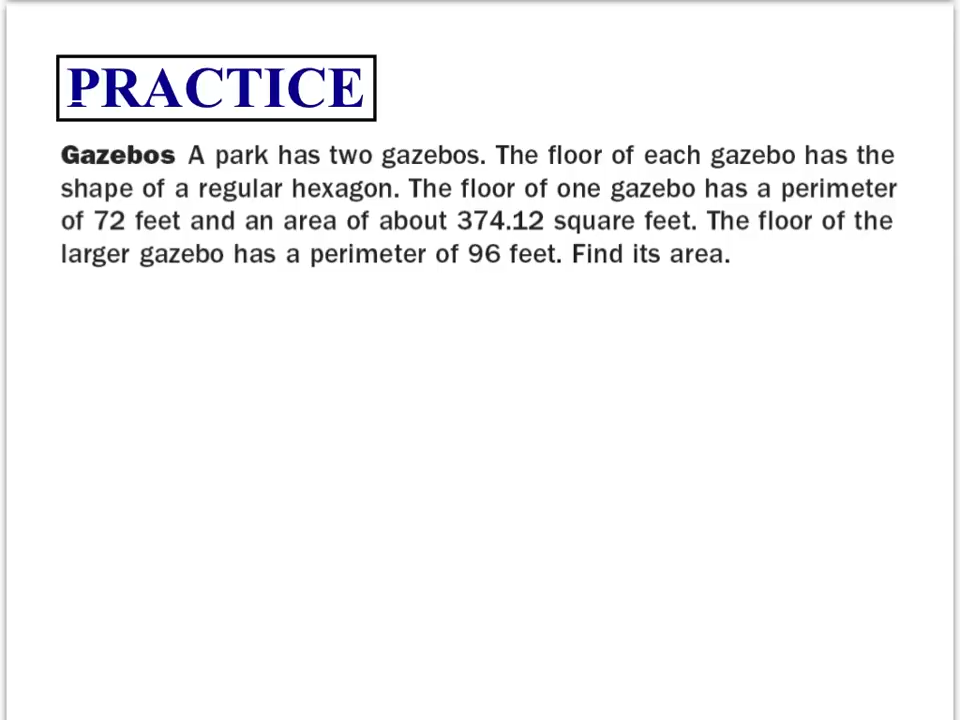 PRACTICE
Gazebos A park has two gazebos. The floor of each gazebo has the
shape of a regular hexagon. The floor of one gazebo has a perimeter
of 72 feet and an area of about 374.12 square feet. The floor of the
larger gazebo has a perimeter of 96 feet. Find its area.